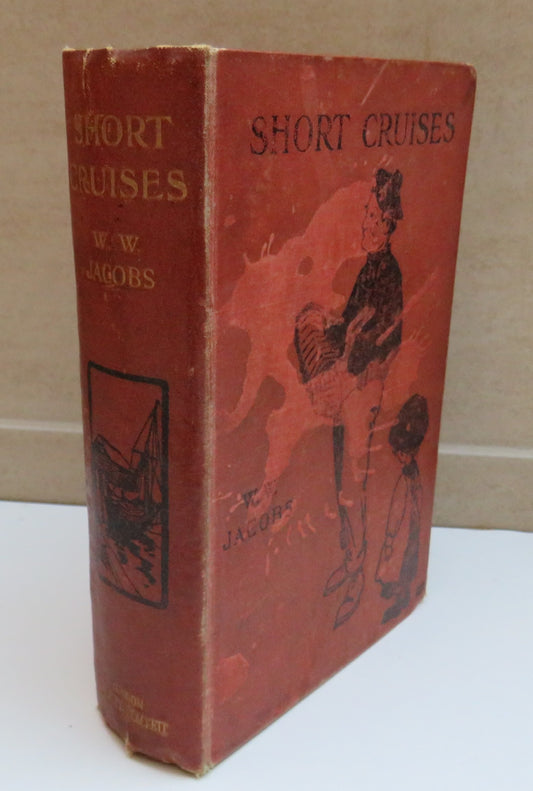 SHORT
CRUISES
W. W.
JACOBS
SHORT CRUISES
W. W.
JACOBS